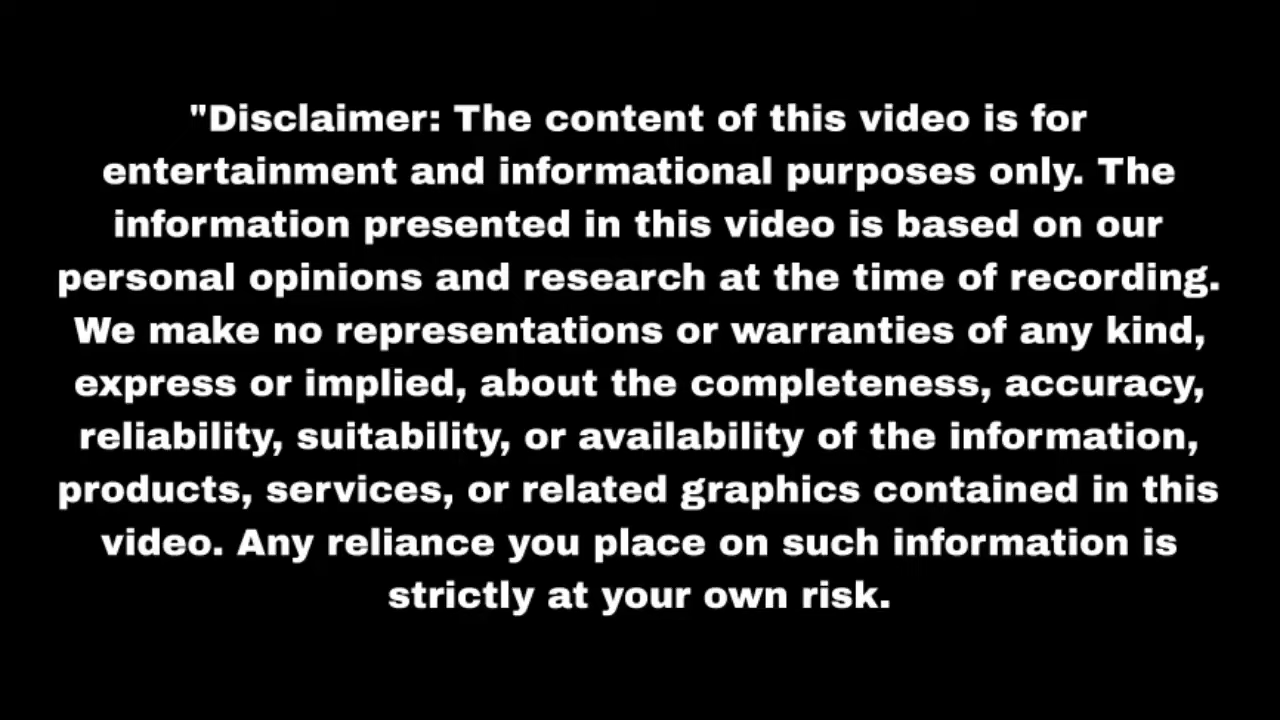 "Disclaimer: The content of this video is for
entertainment and informational purposes only. The
information presented in this video is based on our
personal opinions and research at the time of recording.
We make no representations or warranties of any kind,
express or implied, about the completeness, accuracy,
reliability, suitability, or availability of the information,
products, services, or related graphics contained in this
video. Any reliance you place on such information is
strictly at your own risk.